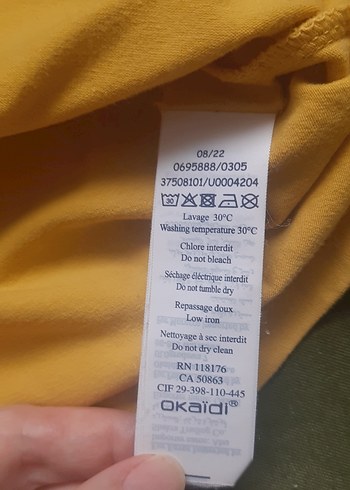 08/22
0695888/0305
37508101/U0004204
Lavage 30°C
Washing temperature 30°C
Chlore interdit
Do not bleach
Séchage éléctrique interdit
Do not tumble dry
Repassage doux
Low iron
Nettoyage à sec interdit
Do not dry clean
RN 118176
CA 50863
CIF 29-398-110-445
okaïdi®